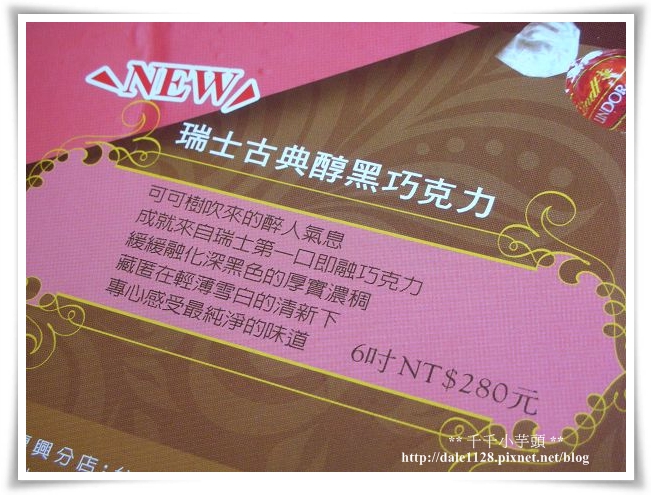 NEW
Lindt
LINDOR
瑞士古典醇黑巧克力
可可樹吹來的醉人氣息
成就來自瑞士第一口即融巧克力
緩緩融化深黑色的厚實濃稠
藏匿在輕薄雪白的清新下
專心感受最純淨的味道
6吋NT$280元
復興分店:
** 千千小芋頭 **
http://dale1128.pixnet.net/blog